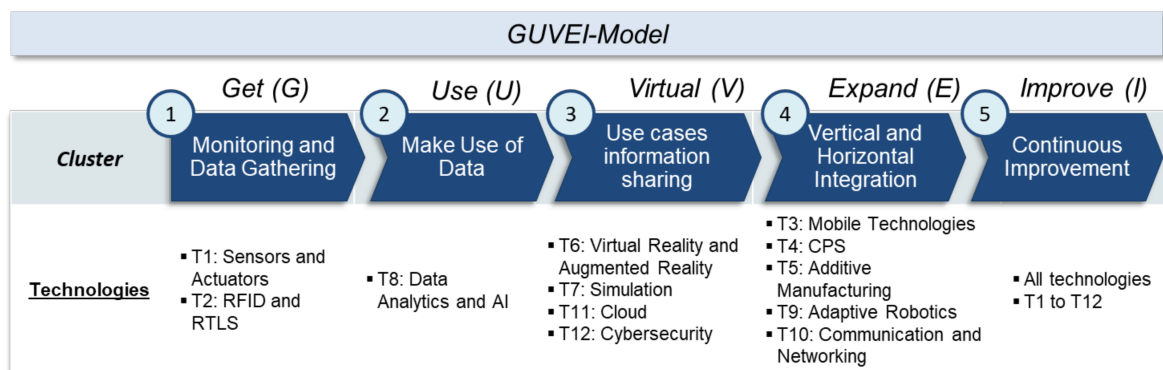 GUVEI-Model
Get (G)
Use (U)
Virtual (V)
Expand (E)
Improve (I)
1
2
3
4
5
Cluster
Monitoring and
Data Gathering
Make Use of
Data
Use cases
information
sharing
Vertical and
Horizontal
Integration
Continuous
Improvement
Technologies
▪ T1: Sensors and
Actuators
▪ T2: RFID and
RTLS
▪ T8: Data
Analytics and AI
▪ T6: Virtual Reality and
Augmented Reality
▪ T7: Simulation
▪ T11: Cloud
▪ T12: Cybersecurity
▪ T3: Mobile Technologies
▪ T4: CPS
▪ T5: Additive
Manufacturing
▪ T9: Adaptive Robotics
▪ T10: Communication and
Networking
▪ All technologies
▪ T1 to T12